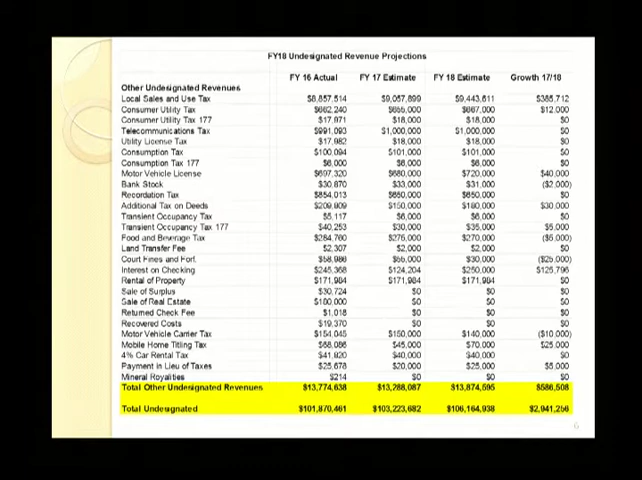 FY18 Undesignated Revenue Projections
FY 16 Actual FY 17 Estimate FY 18 Estimate Growth 17/18
Other Undesignated Revenues
Local Sales and Use Tax $8,857,514 $9,057,899 $9,443,611 $385,712
Consumer Utility Tax $662,240 $655,000 $667,000 $12,000
Consumer Utility Tax 177 $17,971 $18,000 $18,000 $0
Telecommunications Tax $991,093 $1,000,000 $1,000,000 $0
Utility License Tax $17,982 $18,000 $18,000 $0
Consumption Tax $100,094 $101,000 $101,000 $0
Consumption Tax 177 $6,000 $6,000 $6,000 $0
Motor Vehicle License $697,320 $680,000 $720,000 $40,000
Bank Stock $30,870 $33,000 $31,000 ($2,000)
Recordation Tax $854,013 $850,000 $850,000 $0
Additional Tax on Deeds $209,809 $150,000 $180,000 $30,000
Transient Occupancy Tax $5,117 $6,000 $6,000 $0
Transient Occupancy Tax 177 $40,253 $30,000 $35,000 $5,000
Food and Beverage Tax $284,760 $275,000 $270,000 ($5,000)
Land Transfer Fee $2,307 $2,000 $2,000 $0
Court Fines and Forf. $58,986 $55,000 $30,000 ($25,000)
Interest on Checking $245,368 $124,204 $250,000 $125,796
Rental of Property $171,984 $171,984 $171,984 $0
Sale of Surplus $30,724 $0 $0 $0
Sale of Real Estate $100,000 $0 $0 $0
Returned Check Fee $1,018 $0 $0 $0
Recovered Costs $19,370 $0 $0 $0
Motor Vehicle Carrier Tax $154,045 $150,000 $140,000 ($10,000)
Mobile Home Titling Tax $68,086 $45,000 $70,000 $25,000
4% Car Rental Tax $41,820 $40,000 $40,000 $0
Payment in Lieu of Taxes $25,678 $20,000 $25,000 $5,000
Mineral Royalities $214 $0 $0 $0
Total Other Undesignated Revenues $13,774,638 $13,288,087 $13,874,595 $586,508
Total Undesignated $101,870,461 $103,223,682 $106,164,938 $2,941,256
6